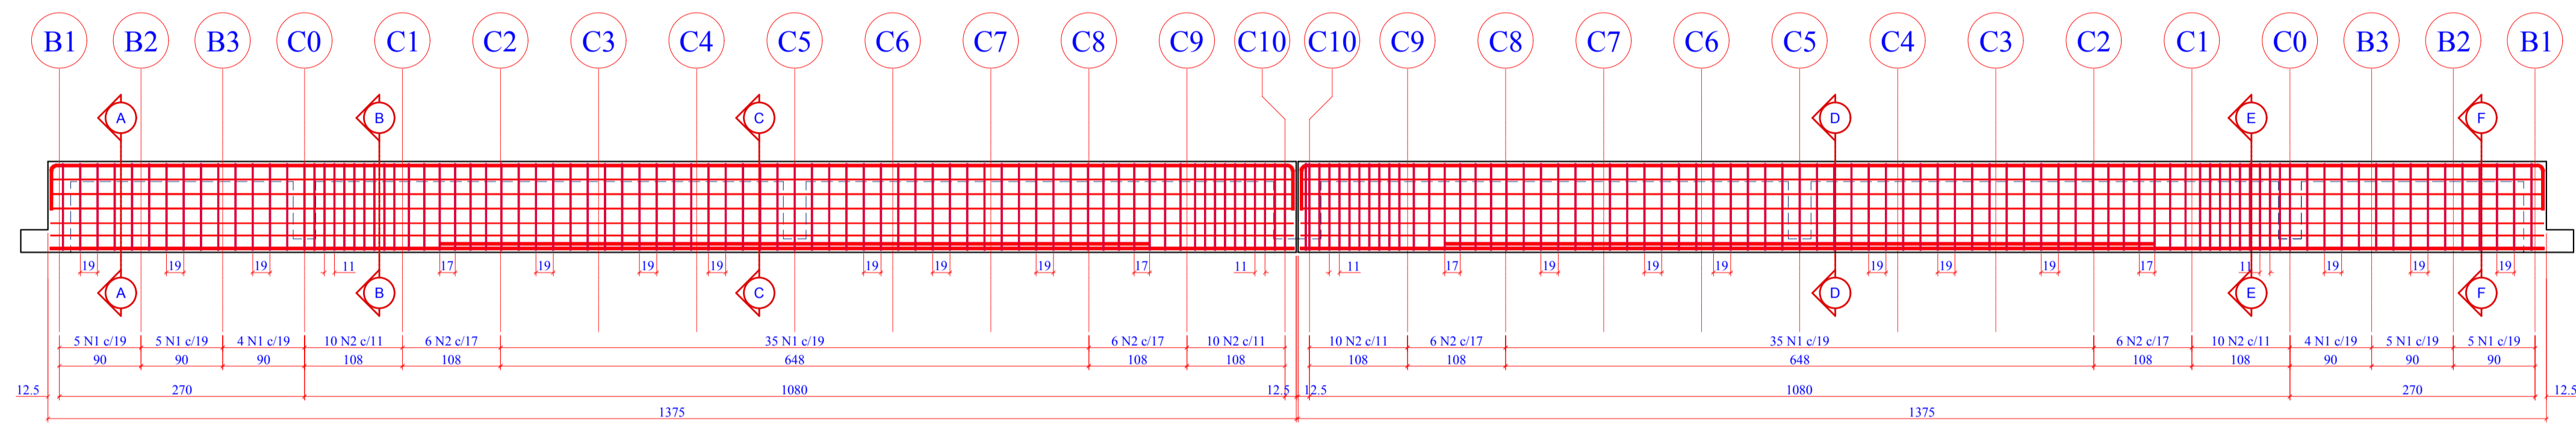 B1 B2 B3 C0 C1 C2 C3 C4 C5 C6 C7 C8 C9 C10 C10 C9 C8 C7 C6 C5 C4 C3 C2 C1 C0 B3 B2 B1
A B C D E F
19 19 19 11 17 19 19 19 19 19 19 17 11 11 17 19 19 19 19 19 19 17 11 19 19 19
A B C D E F
5 N1 c/19 5 N1 c/19 4 N1 c/19 10 N2 c/11 6 N2 c/17 35 N1 c/19 6 N2 c/17 10 N2 c/11 10 N2 c/11 6 N2 c/17 35 N1 c/19 6 N2 c/17 10 N2 c/11 4 N1 c/19 5 N1 c/19 5 N1 c/19
90 90 90 108 108 648 108 108 108 108 648 108 108 90 90 90
12.5 270 1080 12.5 12.5 1080 270 12.5
1375 1375